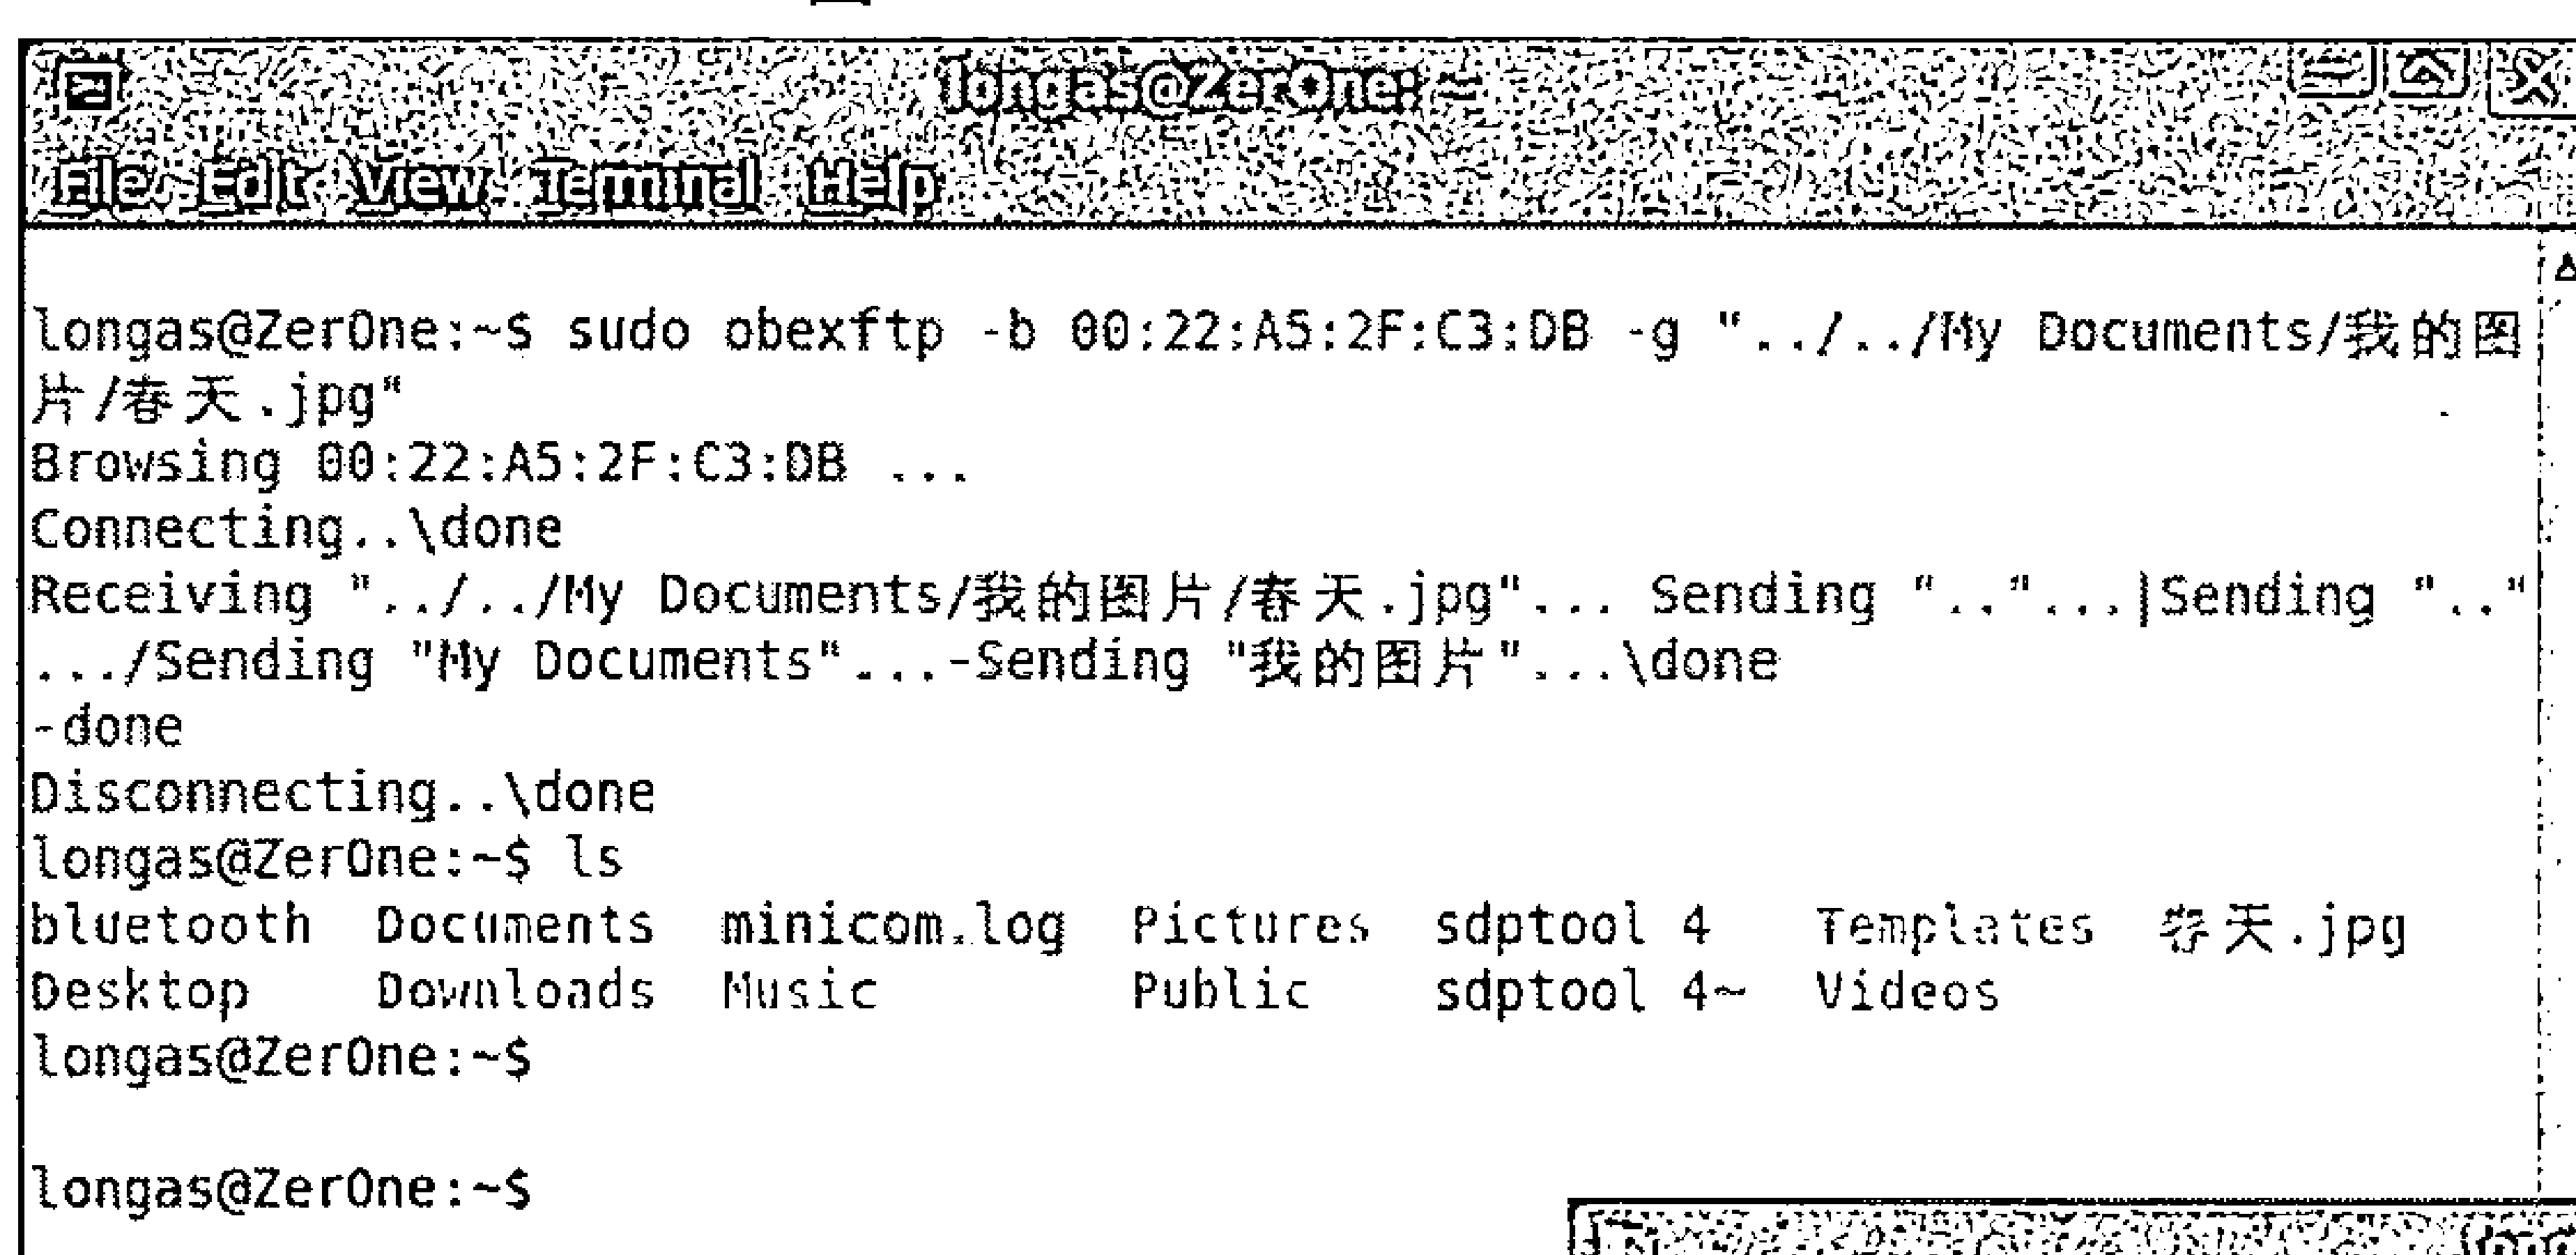 longas@ZerOne: ~
File Edit View Terminal Help
longas@ZerOne:~$ sudo obexftp -b 00:22:A5:2F:C3:DB -g "../../My Documents/我的图
片/春天.jpg"
Browsing 00:22:A5:2F:C3:DB ...
Connecting..\done
Receiving "../../My Documents/我的图片/春天.jpg"... Sending ".."...|Sending ".."
.../Sending "My Documents"...-Sending "我的图片"...\done
-done
Disconnecting..\done
longas@ZerOne:~$ ls
bluetooth Documents minicom.log Pictures sdptool 4 Templates 春天.jpg
Desktop Downloads Music Public sdptool 4~ Videos
longas@ZerOne:~$
longas@ZerOne:~$